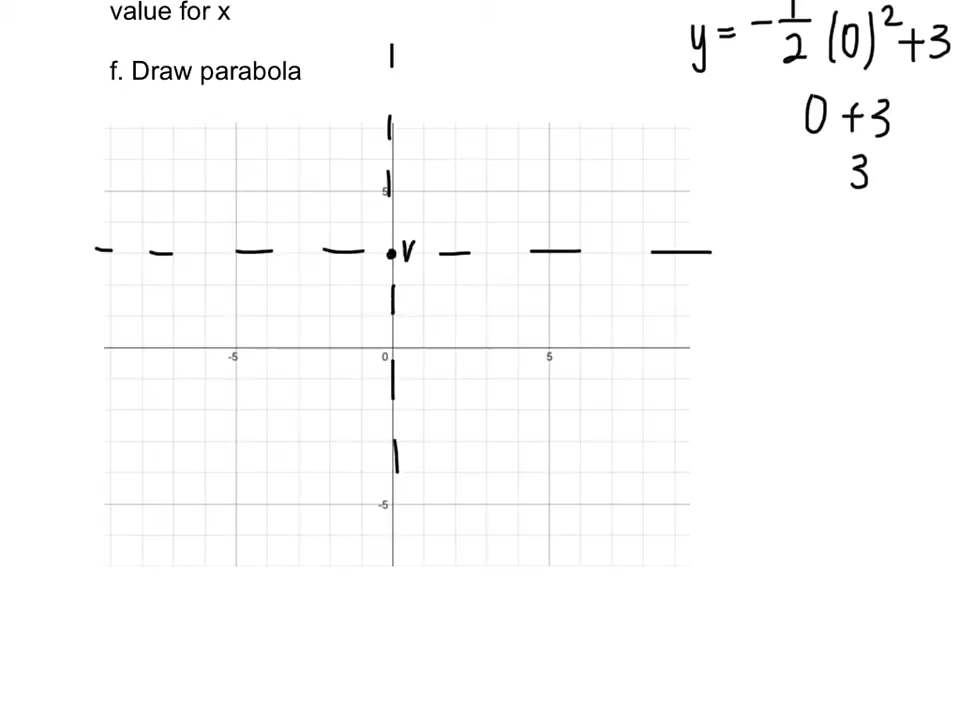 value for x
f. Draw parabola
y = -1/2 (0)² + 3
0 + 3
3
5
V
-5 0 5
-5